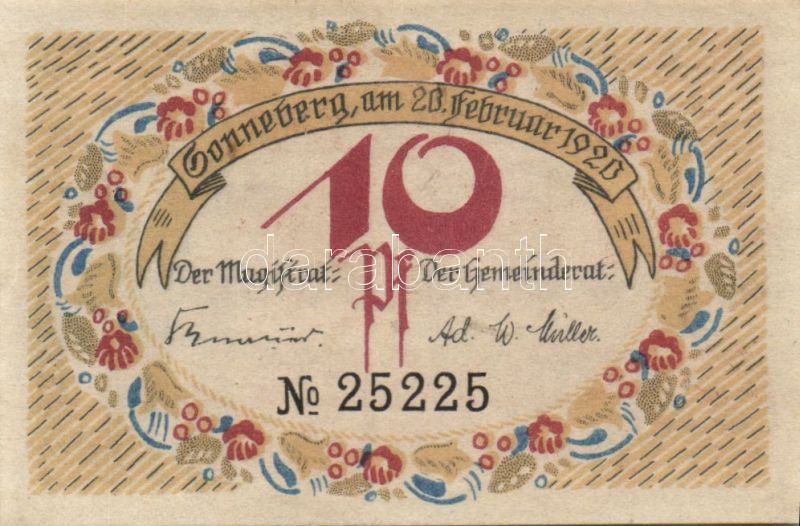 Sonneberg, am 20. Februar 1920
10
pf
Der Magistrat: Der Gemeinderat:
Ad. W. Müller.
No 25225
darabanth